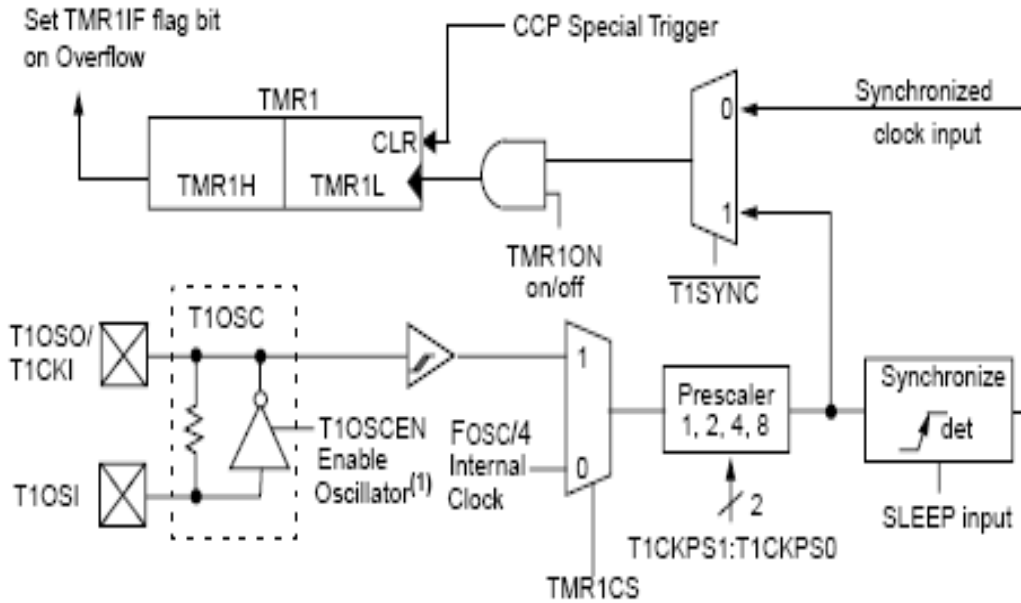 Set TMR1IF flag bit
on Overflow
CCP Special Trigger
TMR1
CLR
TMR1H
TMR1L
0
1
Synchronized
clock input
TMR1ON
on/off
T1SYNC
T1OSO/
T1CKI
T1OSC
T1OSCEN
Enable
Oscillator(1)
T1OSI
FOSC/4
Internal
Clock
1
0
TMR1CS
Prescaler
1, 2, 4, 8
2
T1CKPS1:T1CKPS0
Synchronize
det
SLEEP input